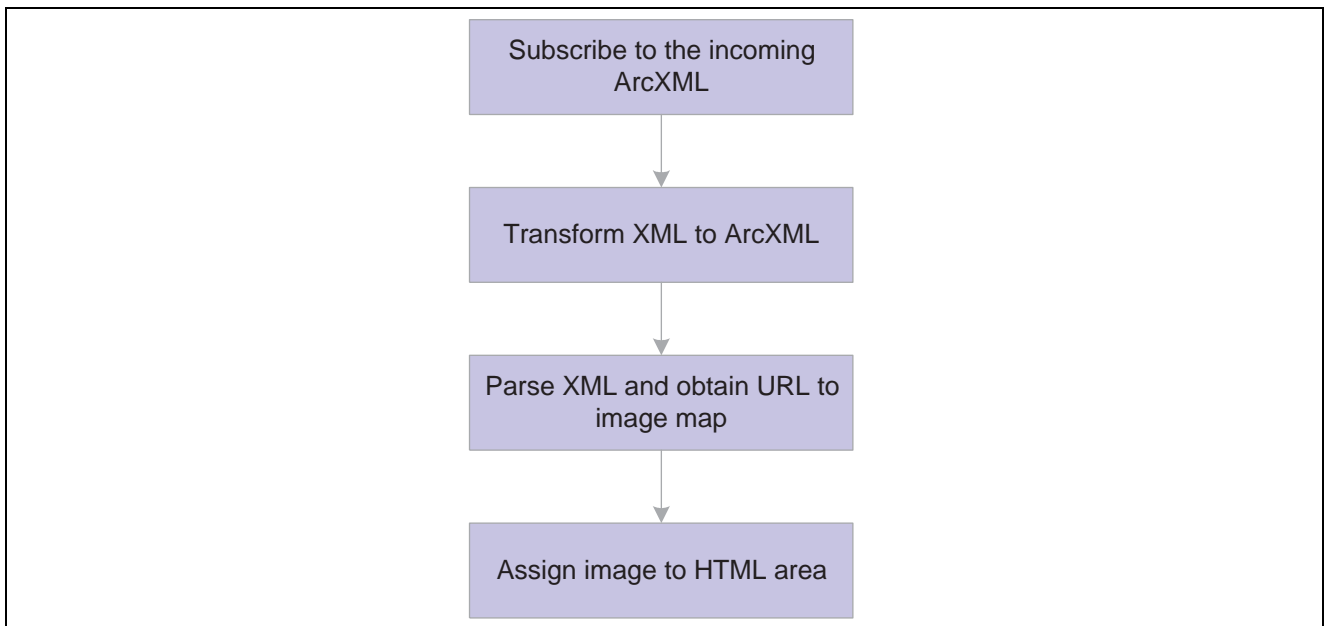 Subscribe to the incoming
ArcXML
Transform XML to ArcXML
Parse XML and obtain URL to
image map
Assign image to HTML area